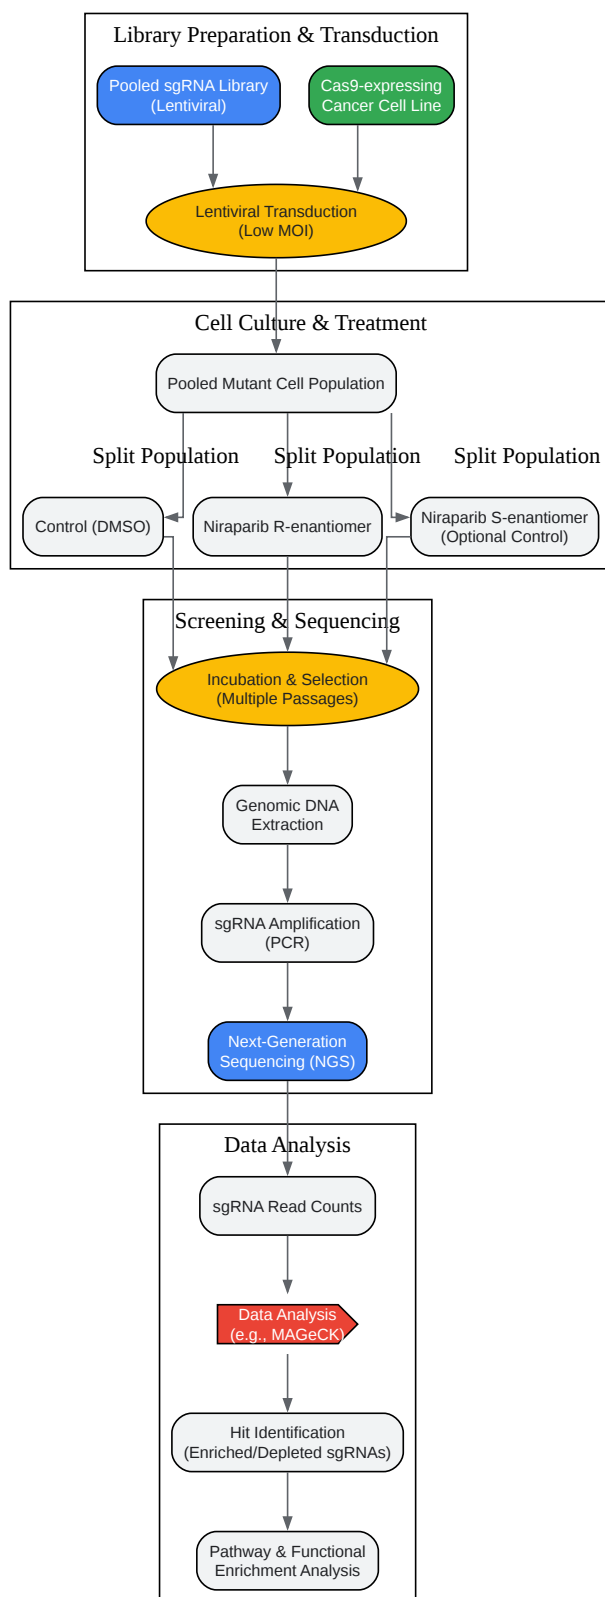 Library Preparation & Transduction
Pooled sgRNA Library
(Lentiviral)
Cas9-expressing
Cancer Cell Line
Lentiviral Transduction
(Low MOI)
Cell Culture & Treatment
Pooled Mutant Cell Population
Split Population
Split Population
Split Population
Control (DMSO)
Niraparib R-enantiomer
Niraparib S-enantiomer
(Optional Control)
Screening & Sequencing
Incubation & Selection
(Multiple Passages)
Genomic DNA
Extraction
sgRNA Amplification
(PCR)
Next-Generation
Sequencing (NGS)
Data Analysis
sgRNA Read Counts
Data Analysis
(e.g., MAGeCK)
Hit Identification
(Enriched/Depleted sgRNAs)
Pathway & Functional
Enrichment Analysis